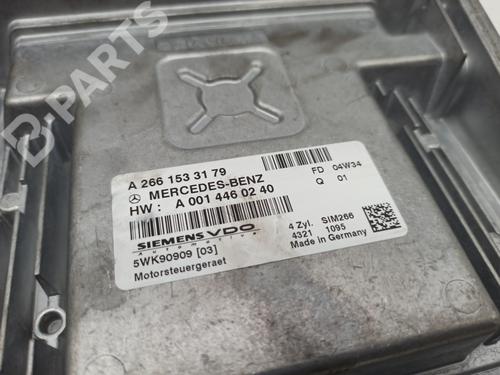 B-PARTS
A 266 153 31 79
MERCEDES-BENZ
HW : A 001 446 02 40
FD 04W34
Q 01
SIEMENS VDO
Automotive
5WK90909 [03]
Motorsteuergeraet
4 Zyl. SIM266
4321 1095
Made in Germany